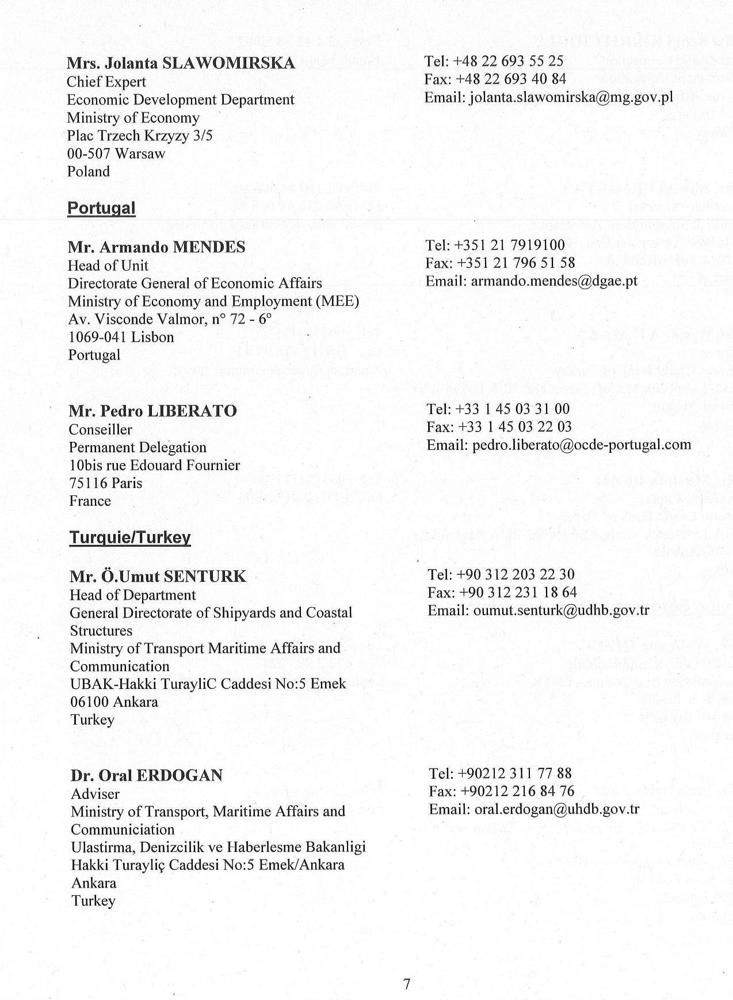 Mrs. Jolanta SLAWOMIRSKA
Chief Expert
Economic Development Department
Ministry of Economy
Plac Trzech Krzyzy 3/5
00-507 Warsaw
Poland
Tel: +48 22 693 55 25
Fax: +48 22 693 40 84
Email: jolanta.slawomirska@mg.gov.pl
Portugal
Mr. Armando MENDES
Head of Unit
Directorate General of Economic Affairs
Ministry of Economy and Employment (MEE)
Av. Visconde Valmor, n° 72 - 6°
1069-041 Lisbon
Portugal
Tel: +351 21 7919100
Fax: +351 21 796 51 58
Email: armando.mendes@dgae.pt
Mr. Pedro LIBERATO
Conseiller
Permanent Delegation
10bis rue Edouard Fournier
75116 Paris
France
Tel: +33 1 45 03 31 00
Fax: +33 1 45 03 22 03
Email: pedro.liberato@ocde-portugal.com
Turquie/Turkey
Mr. Ö.Umut SENTURK
Head of Department
General Directorate of Shipyards and Coastal
Structures
Ministry of Transport Maritime Affairs and
Communication
UBAK-Hakki TurayliC Caddesi No:5 Emek
06100 Ankara
Turkey
Tel: +90 312 203 22 30
Fax: +90 312 231 18 64
Email: oumut.senturk@udhb.gov.tr
Dr. Oral ERDOGAN
Adviser
Ministry of Transport, Maritime Affairs and
Communiciation
Ulastirma, Denizcilik ve Haberlesme Bakanligi
Hakki Turayliç Caddesi No:5 Emek/Ankara
Ankara
Turkey
Tel: +90212 311 77 88
Fax: +90212 216 84 76
Email: oral.erdogan@uhdb.gov.tr
7